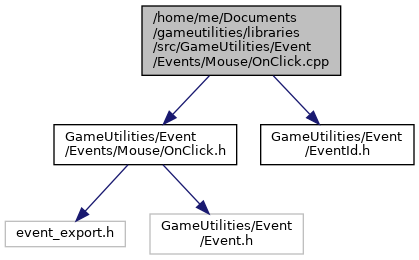 /home/me/Documents
/gameutilities/libraries
/src/GameUtilities/Event
/Events/Mouse/OnClick.cpp
GameUtilities/Event
/Events/Mouse/OnClick.h
GameUtilities/Event
/EventId.h
event_export.h
GameUtilities/Event
/Event.h